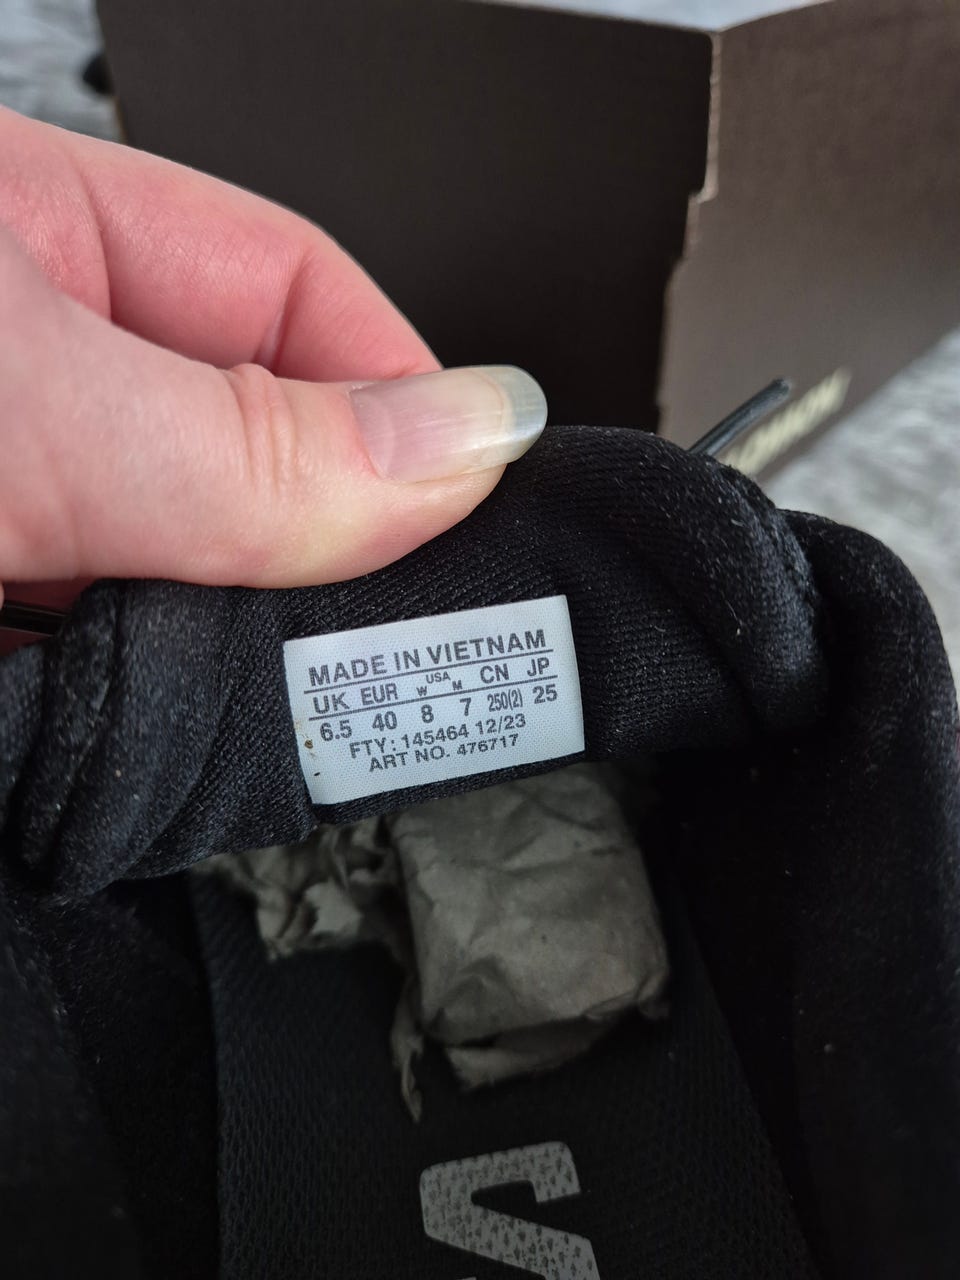 MADE IN VIETNAM
UK EUR W USA M CN JP
6.5 40 8 7 250(2) 25
FTY: 145464 12/23
ART NO. 476717